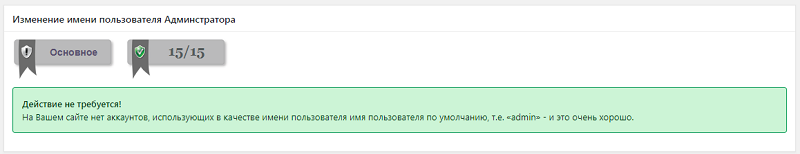 Изменение имени пользователя Админстратора
Основное 15/15
Действие не требуется!
На Вашем сайте нет аккаунтов, использующих в качестве имени пользователя имя пользователя по умолчанию, т.е. «admin» - и это очень хорошо.